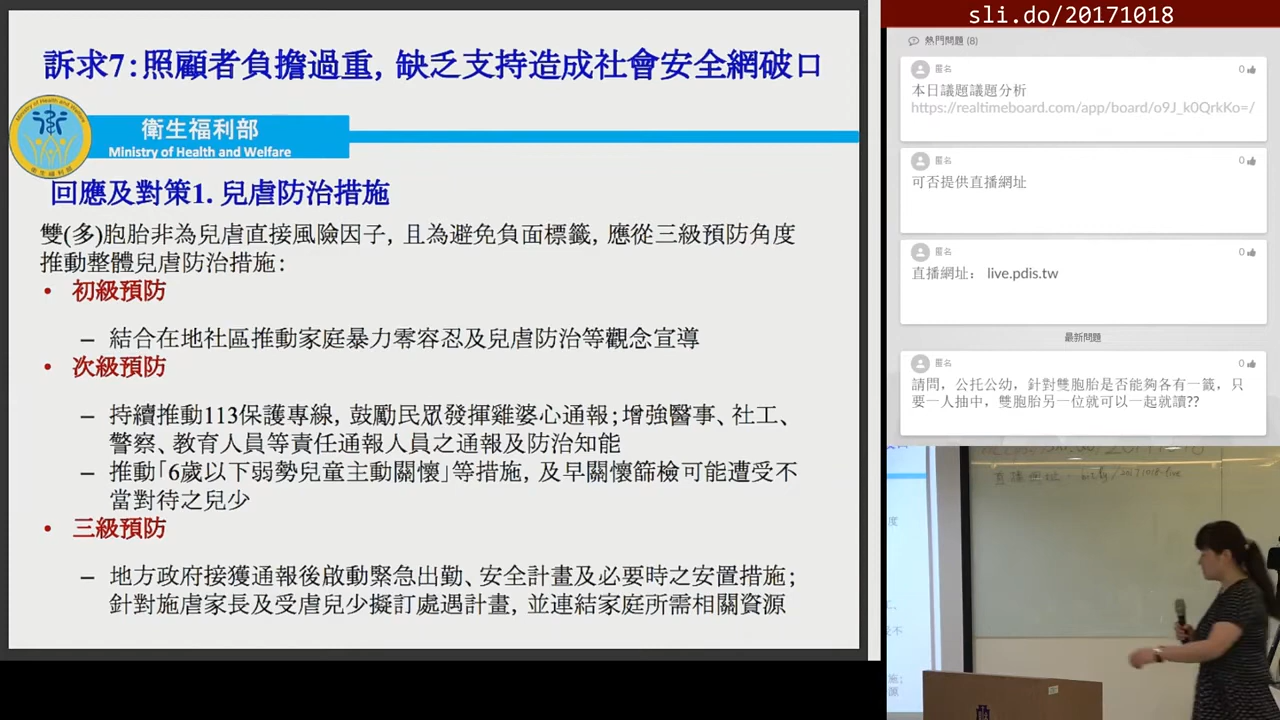 訴求7:照顧者負擔過重, 缺乏支持造成社會安全網破口
衛生福利部
Ministry of Health and Welfare
回應及對策1. 兒虐防治措施
雙(多)胞胎非為兒虐直接風險因子, 且為避免負面標籤, 應從三級預防角度
推動整體兒虐防治措施:
• 初級預防
– 結合在地社區推動家庭暴力零容忍及兒虐防治等觀念宣導
• 次級預防
– 持續推動113保護專線, 鼓勵民眾發揮雞婆心通報;增強醫事、社工、
警察、教育人員等責任通報人員之通報及防治知能
– 推動「6歲以下弱勢兒童主動關懷」等措施, 及早關懷篩檢可能遭受不
當對待之兒少
• 三級預防
– 地方政府接獲通報後啟動緊急出勤、安全計畫及必要時之安置措施;
針對施虐家長及受虐兒少擬訂處遇計畫, 並連結家庭所需相關資源
sli.do/20171018
熱門問題 (8)
匿名
0
本日議題議題分析
https://realtimeboard.com/app/board/o9J_k0QrkKo=/
匿名
0
可否提供直播網址
匿名
0
直播網址: live.pdis.tw
最新問題
匿名
0
請問, 公托公幼, 針對雙胞胎是否能夠各有一籤, 只
要一人抽中, 雙胞胎另一位就可以一起就讀??